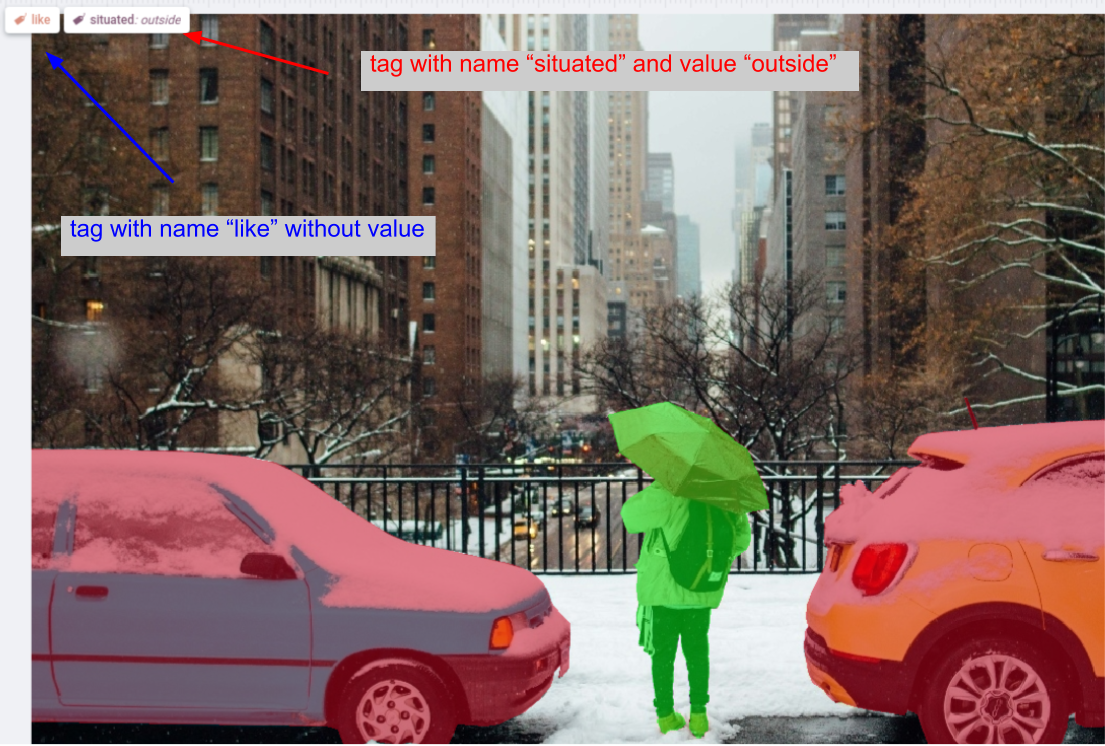 like
situated: outside
tag with name “situated” and value “outside”
tag with name “like” without value